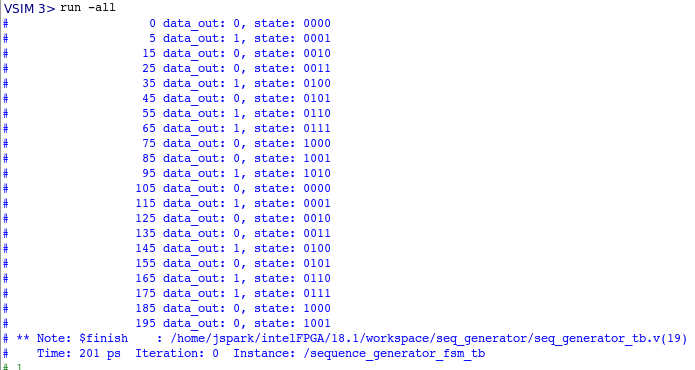 VSIM 3> run -all
# 0 data_out: 0, state: 0000
# 5 data_out: 1, state: 0001
# 15 data_out: 0, state: 0010
# 25 data_out: 0, state: 0011
# 35 data_out: 1, state: 0100
# 45 data_out: 0, state: 0101
# 55 data_out: 1, state: 0110
# 65 data_out: 1, state: 0111
# 75 data_out: 0, state: 1000
# 85 data_out: 0, state: 1001
# 95 data_out: 1, state: 1010
# 105 data_out: 0, state: 0000
# 115 data_out: 1, state: 0001
# 125 data_out: 0, state: 0010
# 135 data_out: 0, state: 0011
# 145 data_out: 1, state: 0100
# 155 data_out: 0, state: 0101
# 165 data_out: 1, state: 0110
# 175 data_out: 1, state: 0111
# 185 data_out: 0, state: 1000
# 195 data_out: 0, state: 1001
# ** Note: $finish : /home/jspark/intelFPGA/18.1/workspace/seq_generator/seq_generator_tb.v(19)
# Time: 201 ps Iteration: 0 Instance: /sequence_generator_fsm_tb
# 1